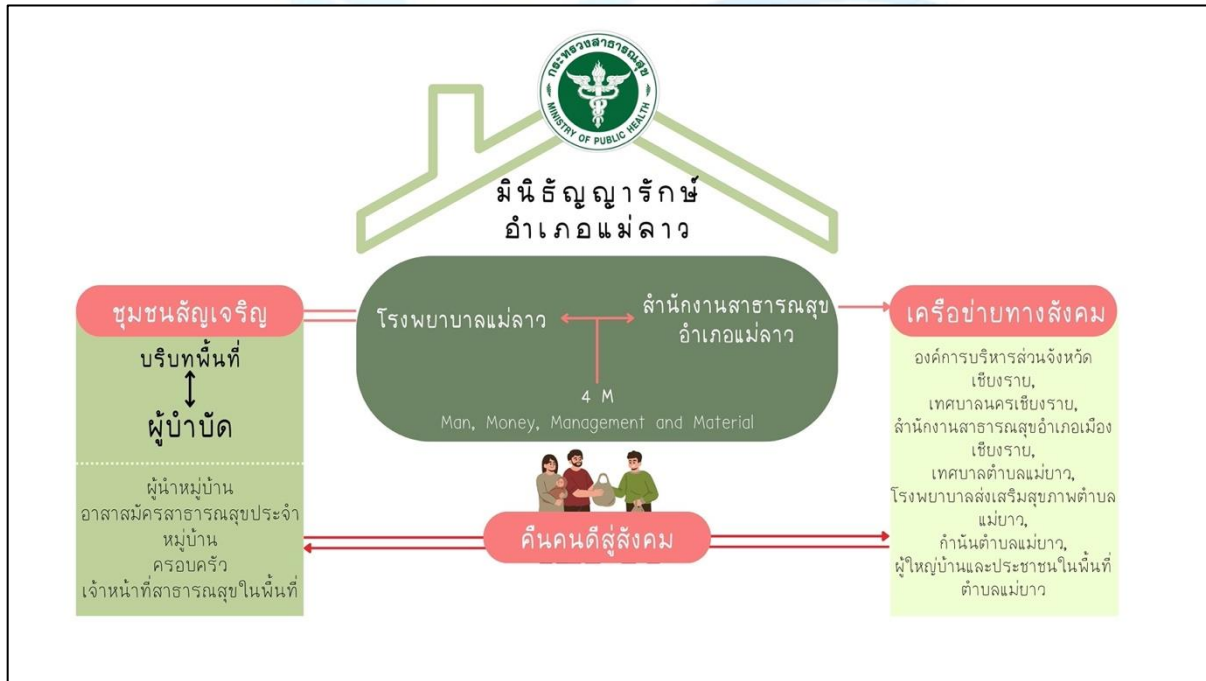 กระทรวงสาธารณสุข
MINISTRY OF PUBLIC HEALTH
มินิธัญญารักษ์
อำเภอแม่ลาว
ชุมชนสัญเจริญ
บริบทพื้นที่
ผู้บำบัด
ผู้นำหมู่บ้าน
อาสาสมัครสาธารณสุขประจำ
หมู่บ้าน
ครอบครัว
เจ้าหน้าที่สาธารณสุขในพื้นที่
โรงพยาบาลแม่ลาว
สำนักงานสาธารณสุข
อำเภอแม่ลาว
4 M
Man, Money, Management and Material
คืนคนดีสู่สังคม
เครือข่ายทางสังคม
องค์การบริหารส่วนจังหวัด
เชียงราย,
เทศบาลนครเชียงราย,
สำนักงานสาธารณสุขอำเภอเมือง
เชียงราย,
เทศบาลตำบลแม่ยาว,
โรงพยาบาลส่งเสริมสุขภาพตำบล
แม่ยาว,
กำนันตำบลแม่ยาว,
ผู้ใหญ่บ้านและประชาชนในพื้นที่
ตำบลแม่ยาว